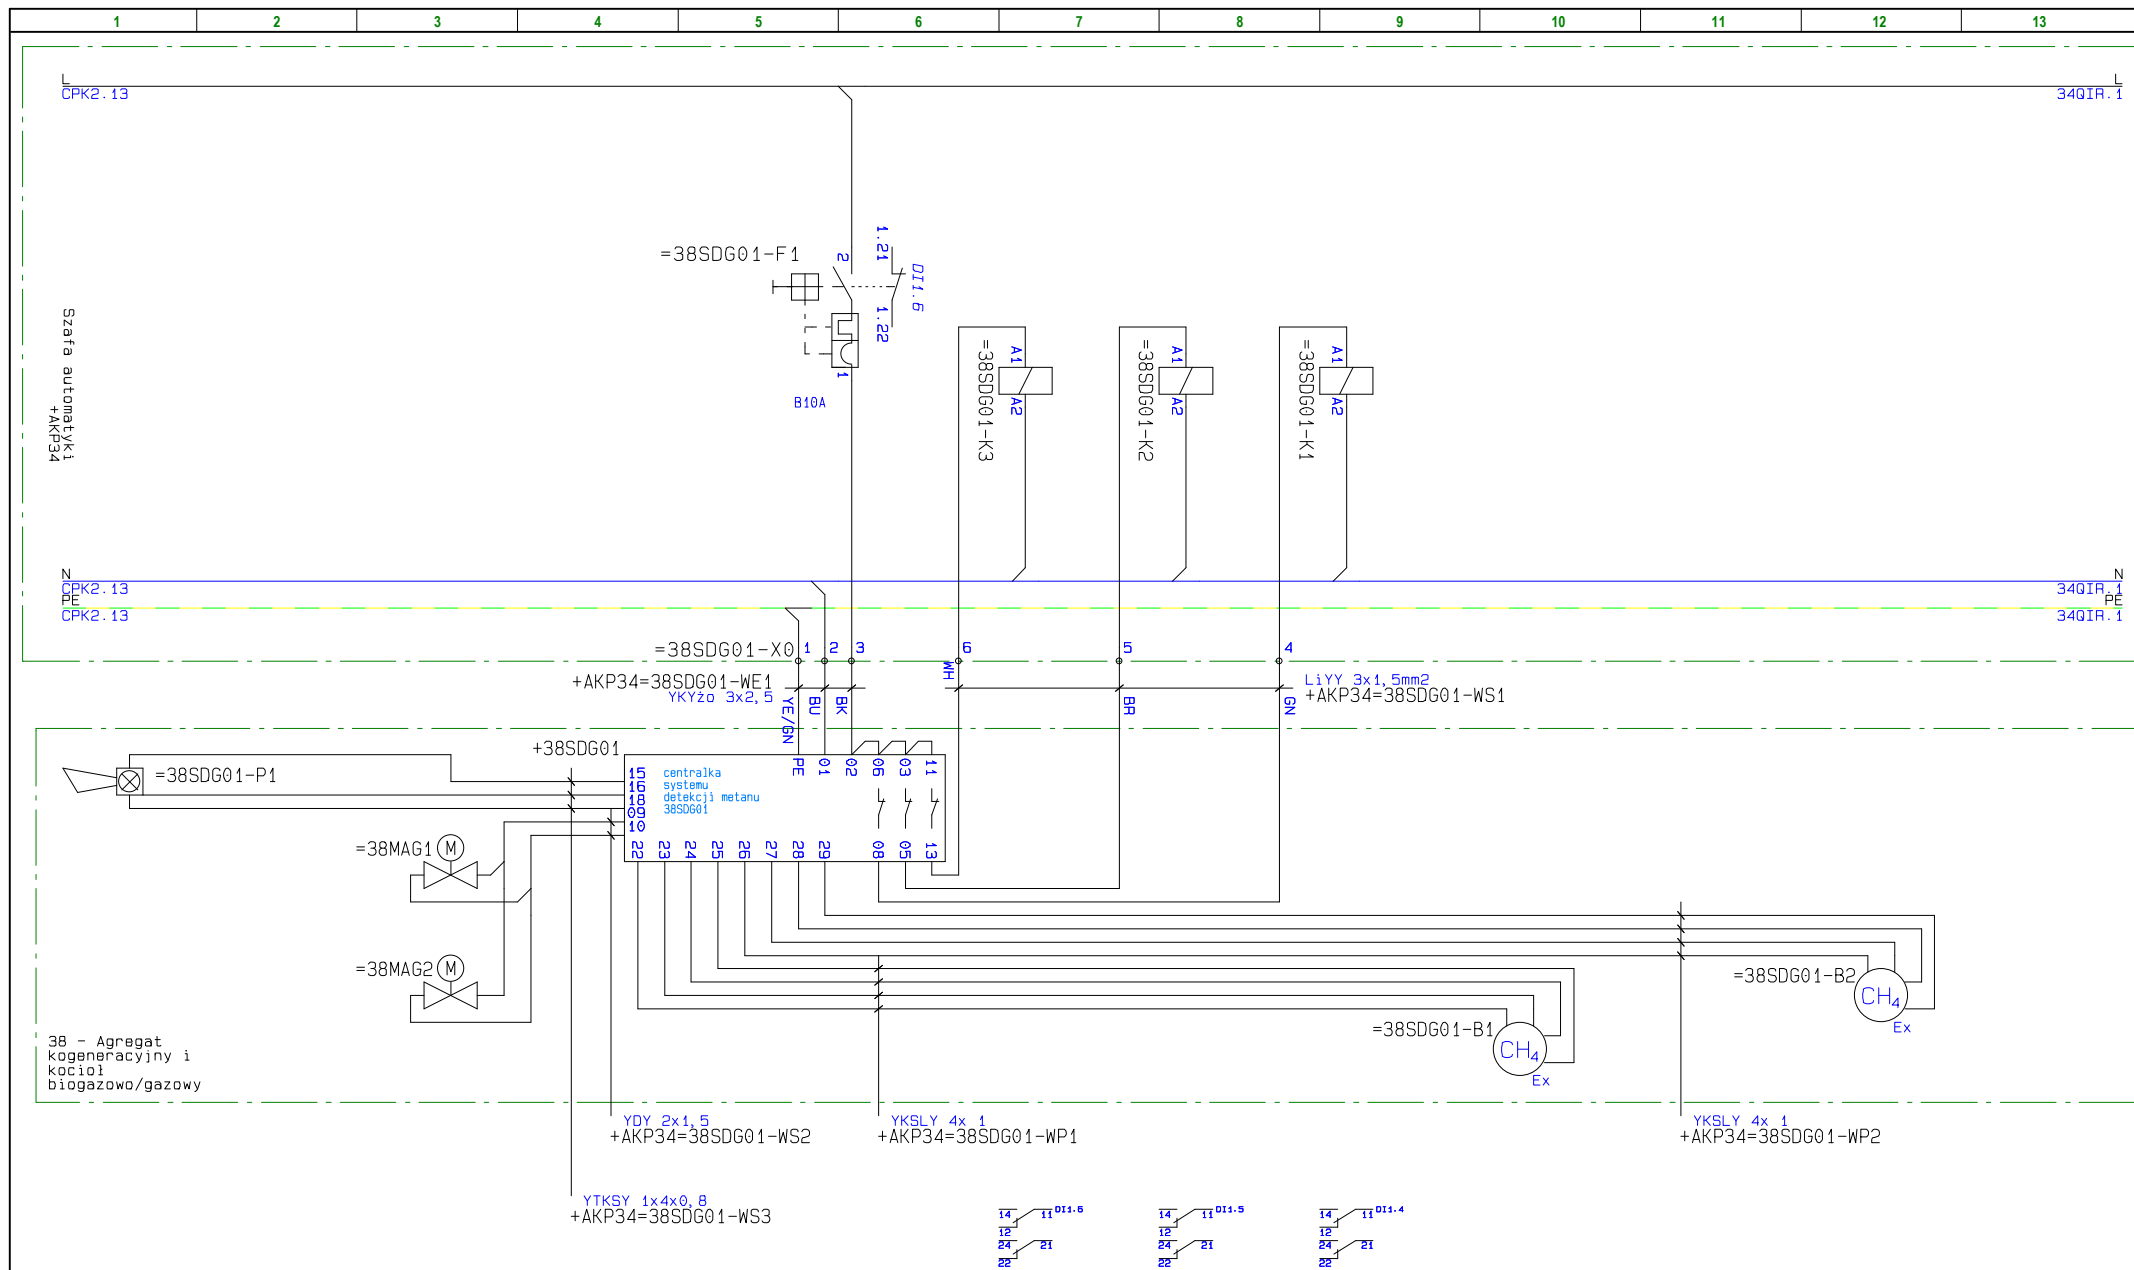 1 2 3 4 5 6 7 8 9 10 11 12 13
L L
CPK2.13 34QIR.1
=38SDG01-F1
2
1.21
DI1.6
1.22
1
B10A
Szafa automatyki
+AKP34
=38SDG01-K3
A1
A2
=38SDG01-K2
A1
A2
=38SDG01-K1
A1
A2
N N
CPK2.13 34QIR.1
PE PE
CPK2.13 34QIR.1
=38SDG01-X0 1 2 3 6 5 4
+AKP34=38SDG01-WE1
YKYżo 3x2,5
YE/GN
BU
BK
WH
BR
GN
LiYY 3x1,5mm2
+AKP34=38SDG01-WS1
+38SDG01
=38SDG01-P1
15
16
18
09
10
centralka
systemu
detekcji metanu
38SDG01
PE 01 02 06 03 11
22 23 24 25 26 27 28 29 08 05 13
=38MAG1 M
=38MAG2 M
=38SDG01-B2
CH4
Ex
=38SDG01-B1
CH4
Ex
38 - Agregat
kogeneracyjny i
kocioł
biogazowo/gazowy
YDY 2x1,5
+AKP34=38SDG01-WS2
YKSLY 4x 1
+AKP34=38SDG01-WP1
YKSLY 4x 1
+AKP34=38SDG01-WP2
YTKSY 1x4x0,8
+AKP34=38SDG01-WS3
14 11 DI1.6
12
24 21
22
14 11 DI1.5
12
24 21
22
14 11 DI1.4
12
24 21
22